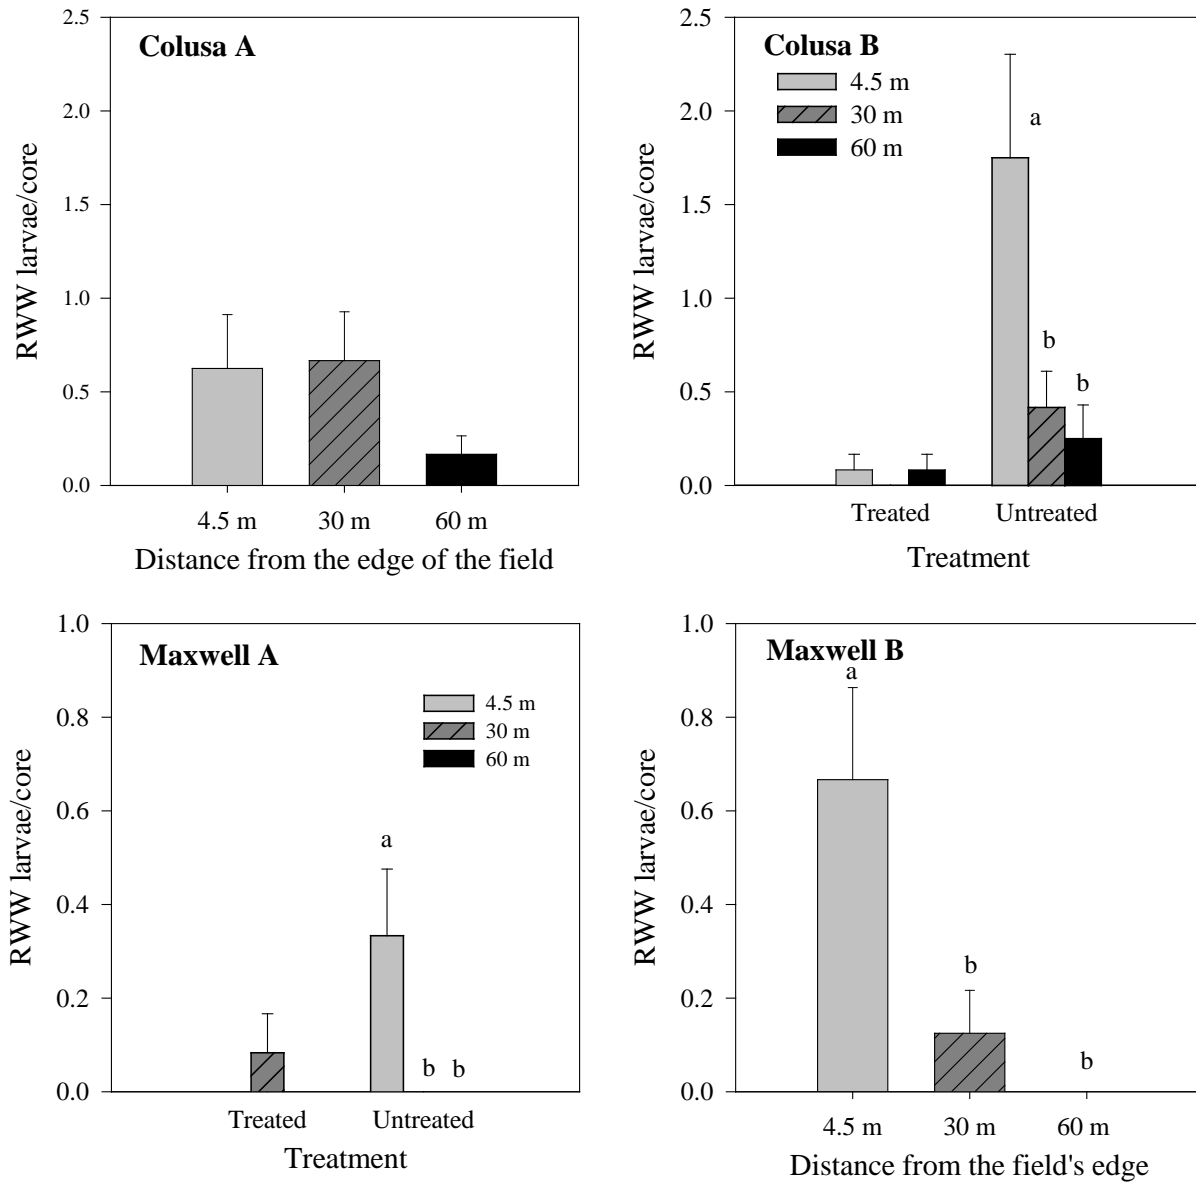 Colusa A
2.5
2.0
1.5
1.0
0.5
0.0
RWW larvae/core
4.5 m 30 m 60 m
Distance from the edge of the field
Colusa B
4.5 m
30 m
60 m
2.5
2.0
1.5
1.0
0.5
0.0
RWW larvae/core
a
b
b
Treated Untreated
Treatment
Maxwell A
4.5 m
30 m
60 m
1.0
0.8
0.6
0.4
0.2
0.0
RWW larvae/core
a
b b
Treated Untreated
Treatment
Maxwell B
1.0
0.8
0.6
0.4
0.2
0.0
RWW larvae/core
a
b
b
4.5 m 30 m 60 m
Distance from the field's edge